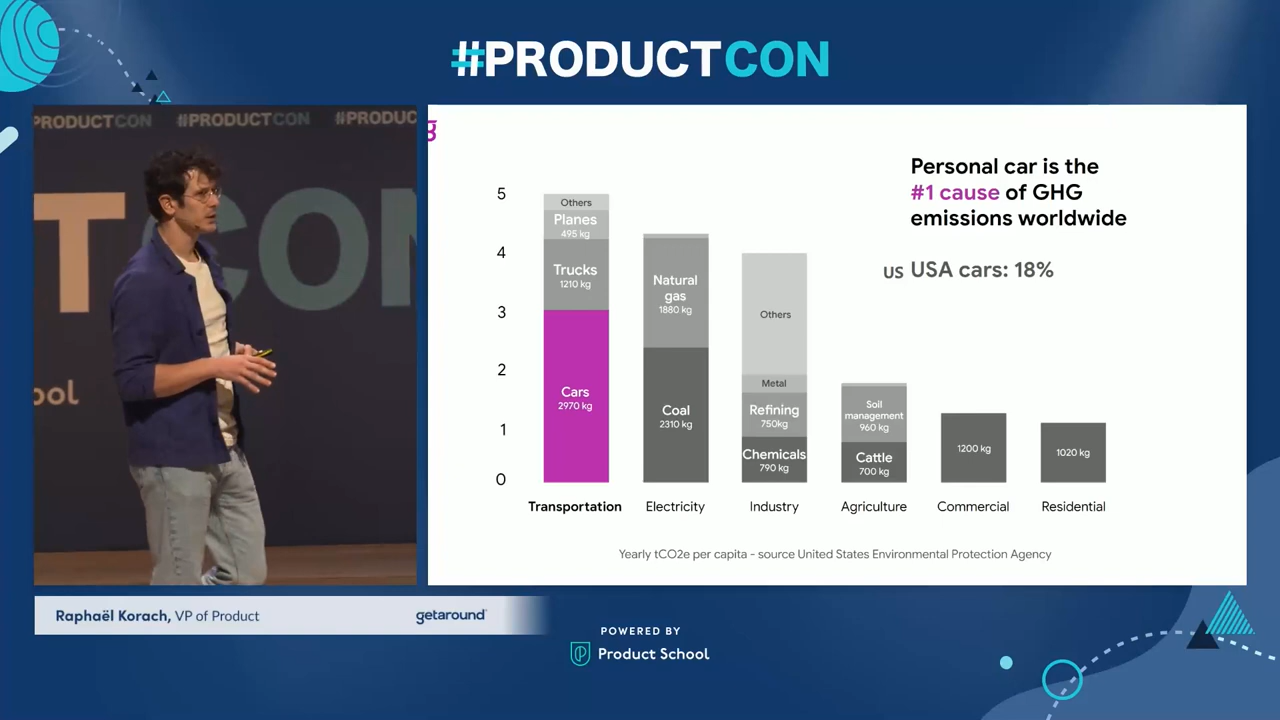 #PRODUCTCON
PRODUCTCON #PRODUCTCON #PRODUC
T CON
ool
g
Personal car is the
#1 cause of GHG
emissions worldwide
US USA cars: 18%
5
4
3
2
1
0
Others
Planes
495 kg
Trucks
1210 kg
Cars
2970 kg
Natural
gas
1880 kg
Coal
2310 kg
Others
Metal
Refining
750kg
Chemicals
790 kg
Soil
management
960 kg
Cattle
700 kg
1200 kg
1020 kg
Transportation Electricity Industry Agriculture Commercial Residential
Yearly tCO2e per capita - source United States Environmental Protection Agency
Raphaël Korach, VP of Product
getaround
POWERED BY
Product School